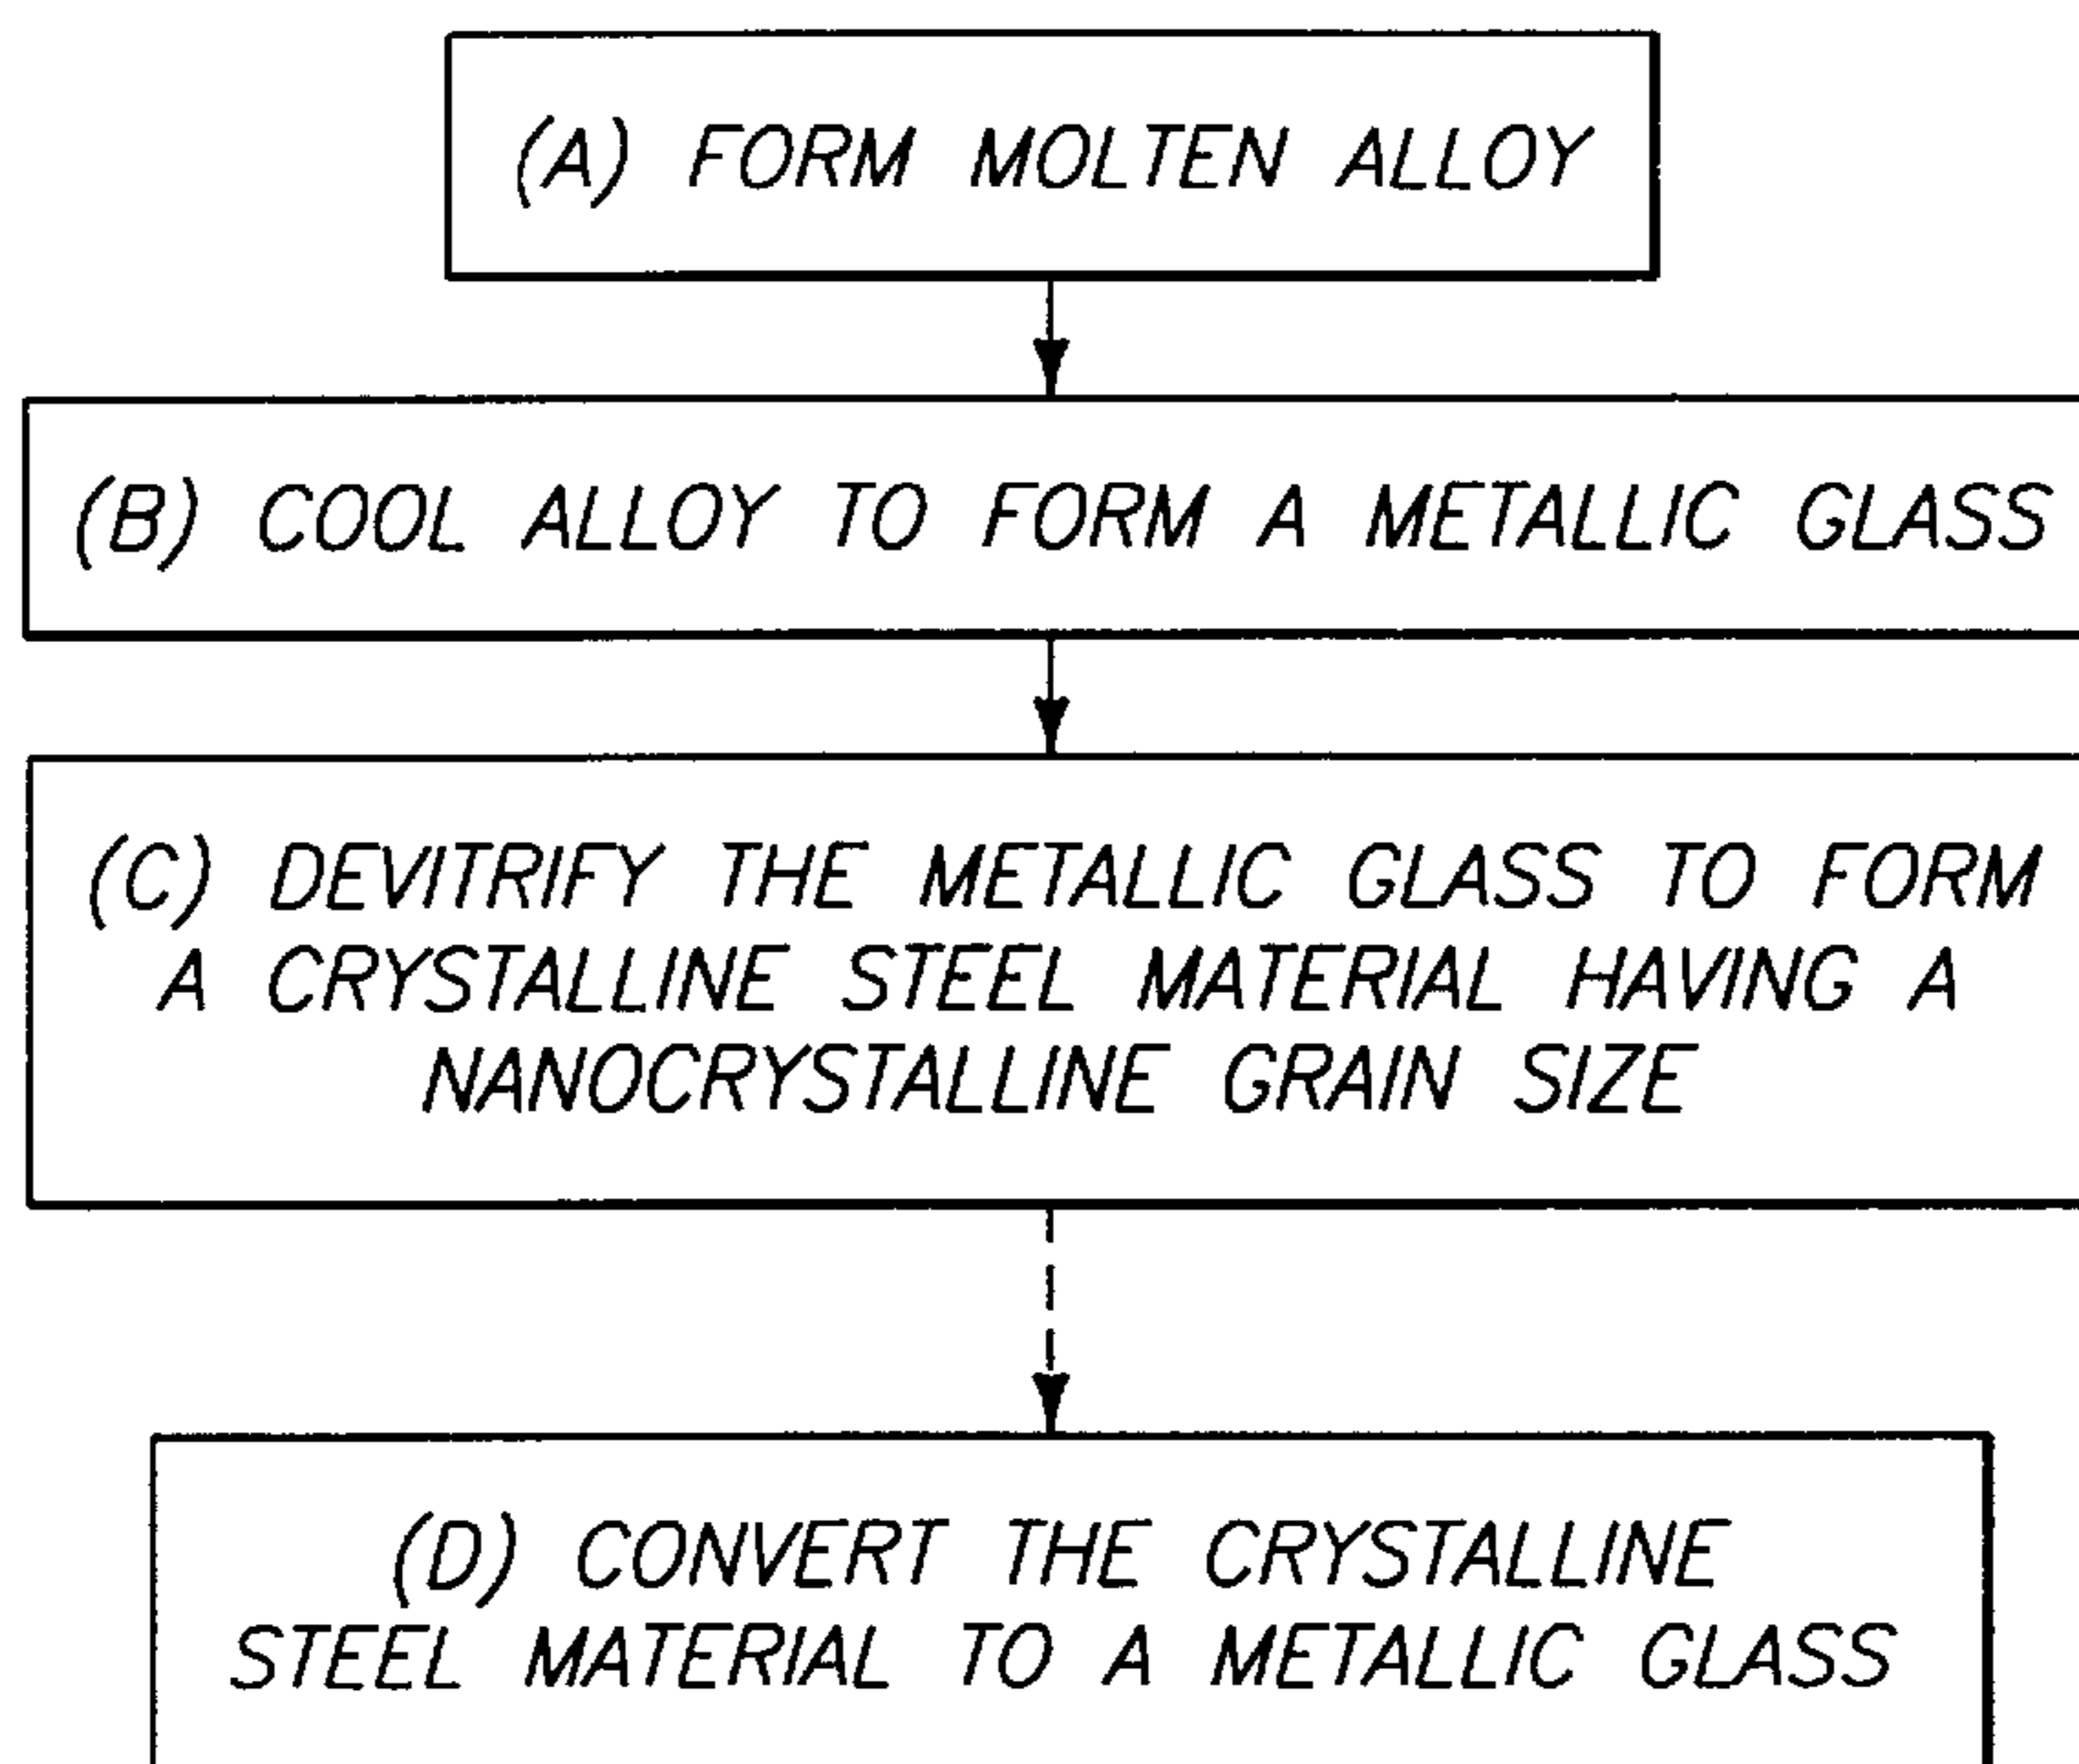 (A) FORM MOLTEN ALLOY
(B) COOL ALLOY TO FORM A METALLIC GLASS
(C) DEVITRIFY THE METALLIC GLASS TO FORM
A CRYSTALLINE STEEL MATERIAL HAVING A
NANOCRYSTALLINE GRAIN SIZE
(D) CONVERT THE CRYSTALLINE
STEEL MATERIAL TO A METALLIC GLASS